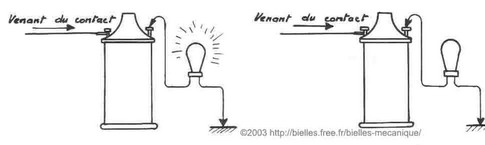 Venant du contact
Venant du contact
©2003 http://bielles.free.fr/bielles-mecanique/